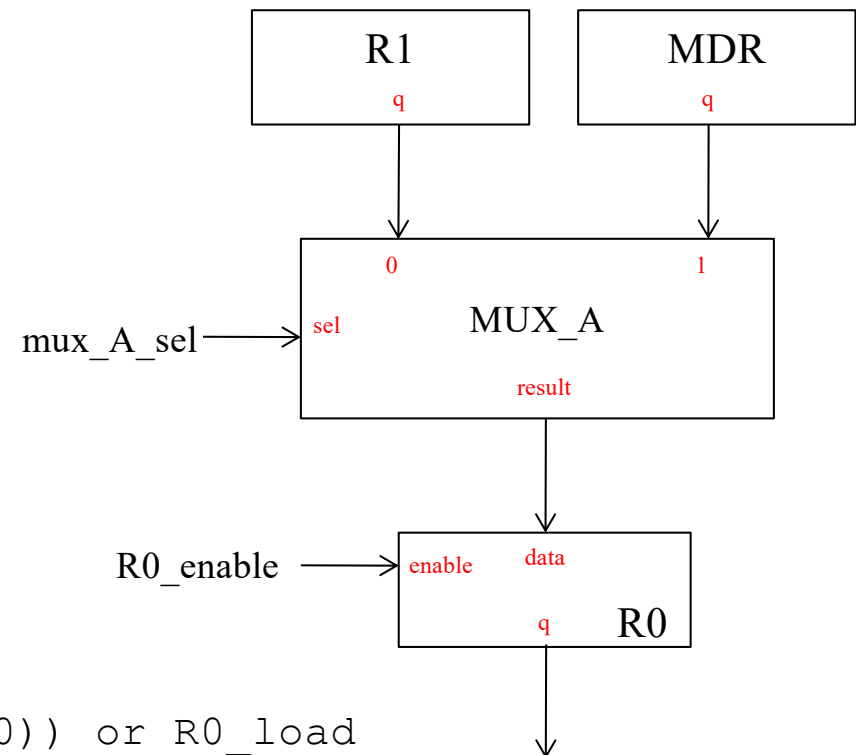 R1 MDR
q q
0 1
sel MUX_A
mux_A_sel
result
R0_enable enable data
q R0
0)) or R0_load